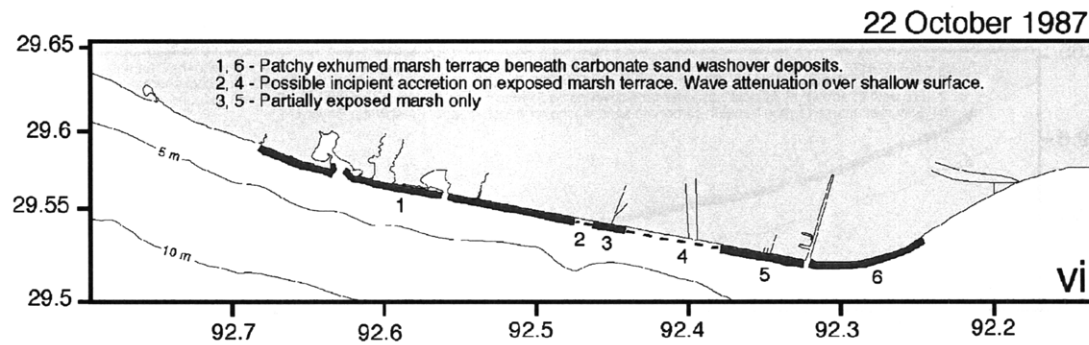 22 October 1987
29.65
1, 6 - Patchy exhumed marsh terrace beneath carbonate sand washover deposits.
2, 4 - Possible incipient accretion on exposed marsh terrace. Wave attenuation over shallow surface.
3, 5 - Partially exposed marsh only
29.6
5 m
29.55
1
2
3
4
5
6
10 m
vi
29.5
92.7
92.6
92.5
92.4
92.3
92.2